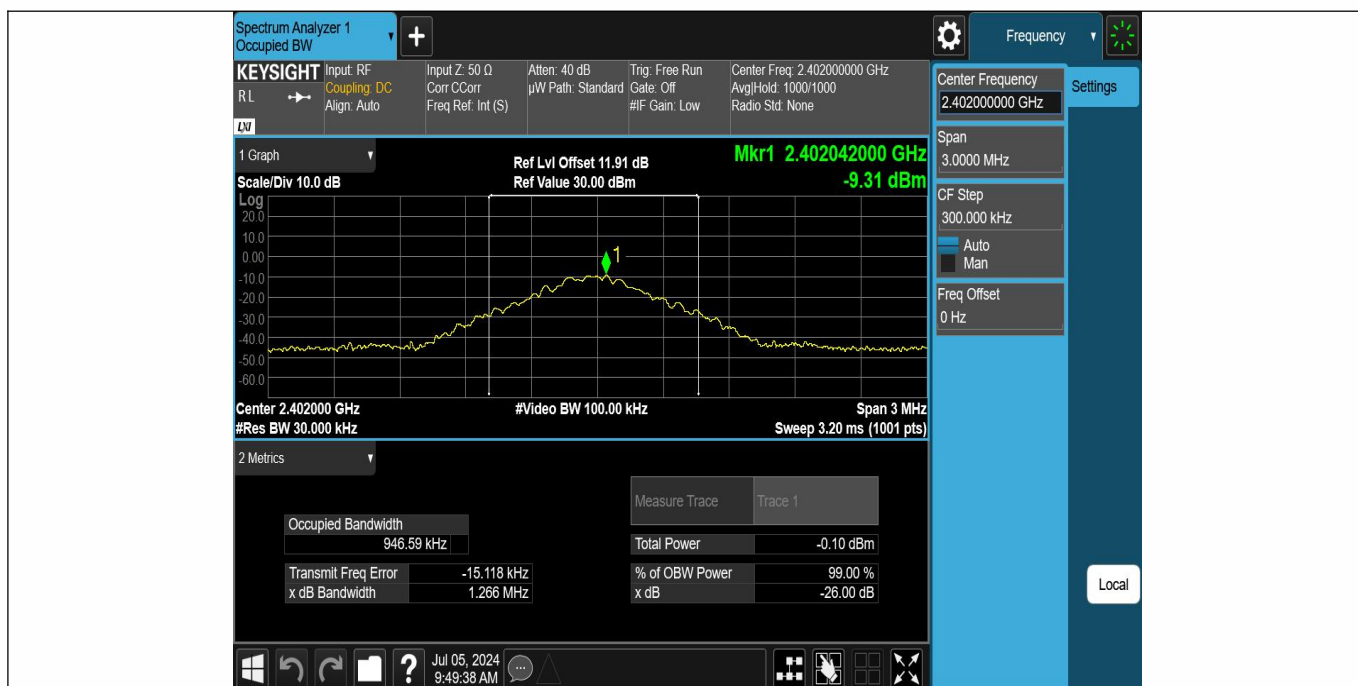 Spectrum Analyzer 1
Occupied BW
+
Frequency
KEYSIGHT
RL
LXI
Input: RF
Coupling: DC
Align: Auto
Input Z: 50 Ω
Corr CCorr
Freq Ref: Int (S)
Atten: 40 dB
µW Path: Standard
Trig: Free Run
Gate: Off
#IF Gain: Low
Center Freq: 2.402000000 GHz
Avg|Hold: 1000/1000
Radio Std: None
Center Frequency
2.402000000 GHz
Settings
Span
3.0000 MHz
CF Step
300.000 kHz
Auto
Man
Freq Offset
0 Hz
Local
1 Graph
Scale/Div 10.0 dB
Ref Lvl Offset 11.91 dB
Ref Value 30.00 dBm
Mkr1 2.402042000 GHz
-9.31 dBm
Log
20.0
10.0
0.00
-10.0
-20.0
-30.0
-40.0
-50.0
-60.0
1
Center 2.402000 GHz
#Video BW 100.00 kHz
Span 3 MHz
#Res BW 30.000 kHz
Sweep 3.20 ms (1001 pts)
2 Metrics
Measure Trace Trace 1
Occupied Bandwidth
946.59 kHz
Total Power -0.10 dBm
Transmit Freq Error -15.118 kHz
% of OBW Power 99.00 %
x dB Bandwidth 1.266 MHz
x dB -26.00 dB
?
Jul 05, 2024
9:49:38 AM